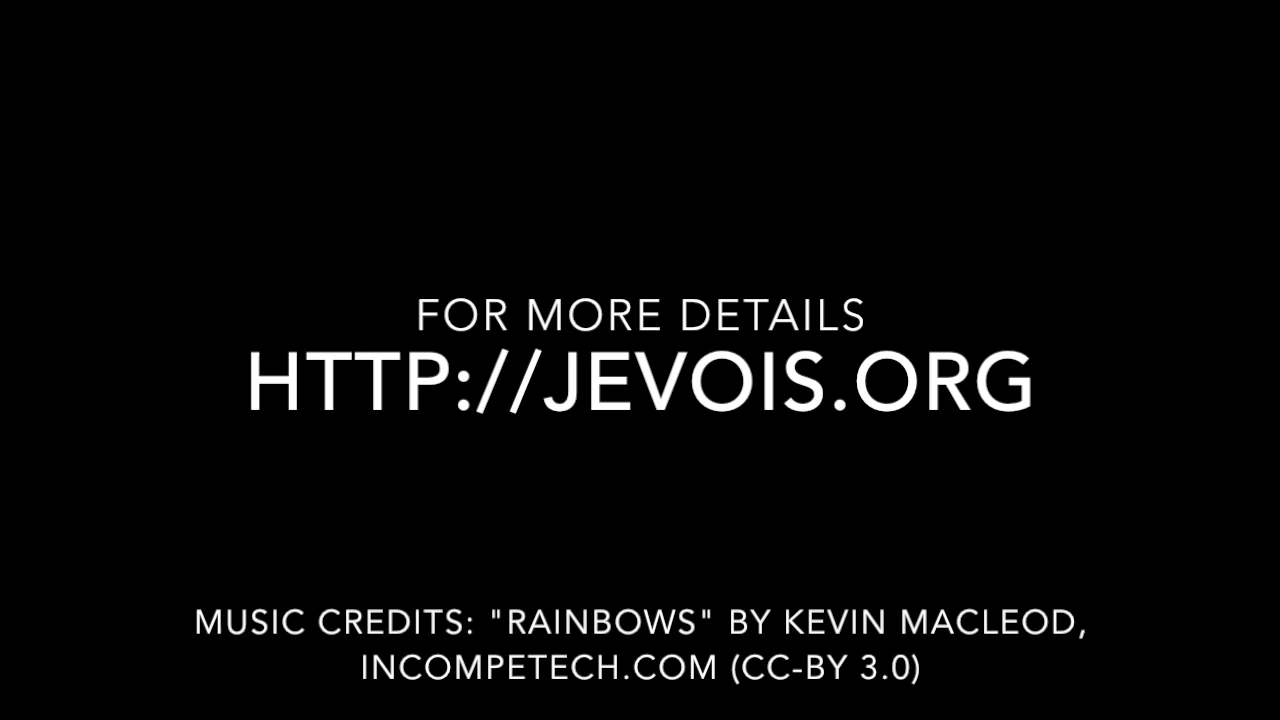 FOR MORE DETAILS
HTTP://JEVOIS.ORG
MUSIC CREDITS: "RAINBOWS" BY KEVIN MACLEOD,
INCOMPETECH.COM (CC-BY 3.0)